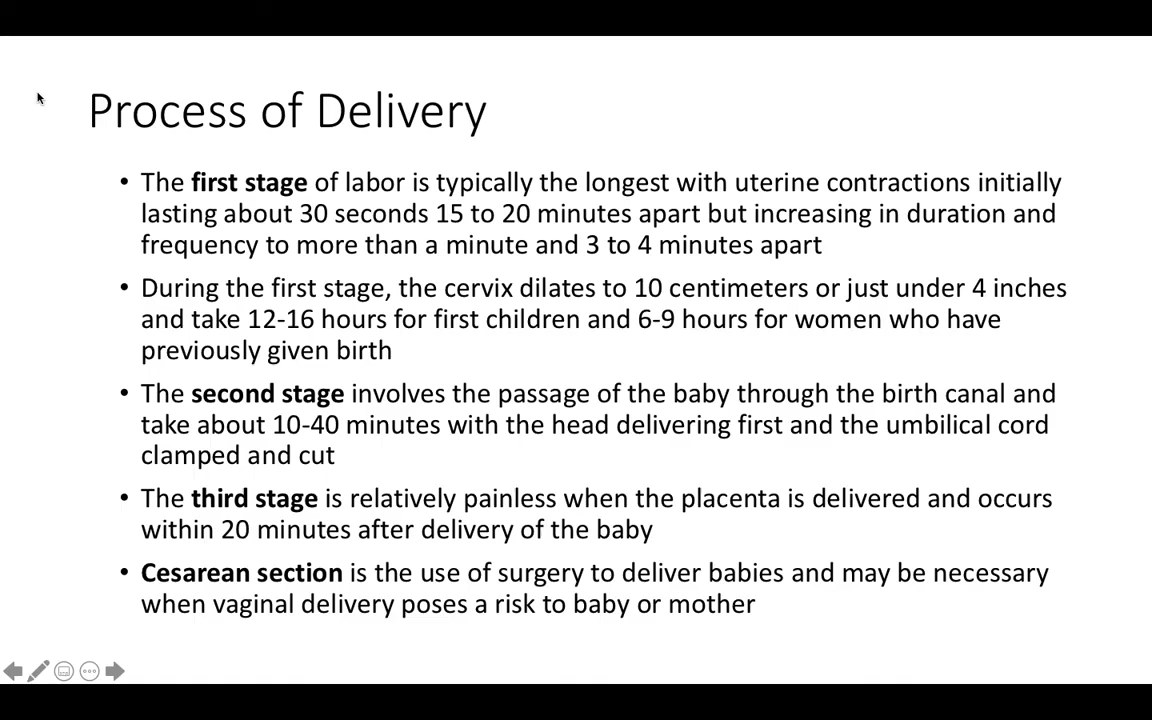 Process of Delivery
• The first stage of labor is typically the longest with uterine contractions initially
lasting about 30 seconds 15 to 20 minutes apart but increasing in duration and
frequency to more than a minute and 3 to 4 minutes apart
• During the first stage, the cervix dilates to 10 centimeters or just under 4 inches
and take 12-16 hours for first children and 6-9 hours for women who have
previously given birth
• The second stage involves the passage of the baby through the birth canal and
take about 10-40 minutes with the head delivering first and the umbilical cord
clamped and cut
• The third stage is relatively painless when the placenta is delivered and occurs
within 20 minutes after delivery of the baby
• Cesarean section is the use of surgery to deliver babies and may be necessary
when vaginal delivery poses a risk to baby or mother